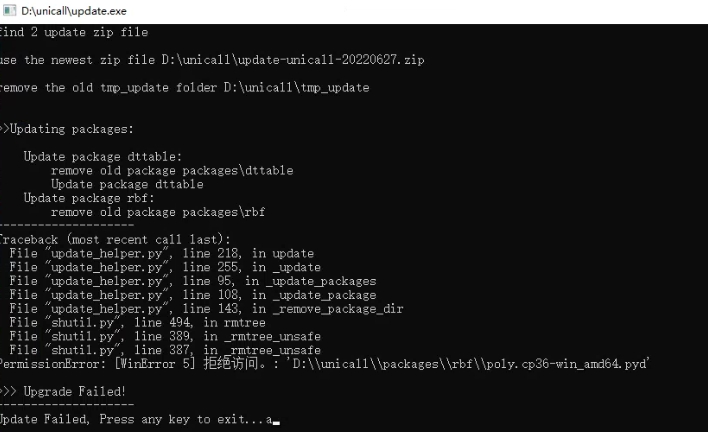 D:\unicall\update.exe
find 2 update zip file
use the newest zip file D:\unicall\update-unicall-20220627.zip
remove the old tmp_update folder D:\unicall\tmp_update
>>Updating packages:
Update package dttable:
remove old package packages\dttable
Update package dttable
Update package rbf:
remove old package packages\rbf
--------------------
Traceback (most recent call last):
File "update_helper.py", line 218, in update
File "update_helper.py", line 255, in _update
File "update_helper.py", line 95, in _update_packages
File "update_helper.py", line 108, in _update_package
File "update_helper.py", line 143, in _remove_package_dir
File "shutil.py", line 494, in rmtree
File "shutil.py", line 389, in _rmtree_unsafe
File "shutil.py", line 387, in _rmtree_unsafe
PermissionError: [WinError 5] 拒绝访问。: 'D:\\unicall\\packages\\rbf\\poly.cp36-win_amd64.pyd'
>>> Upgrade Failed!
--------------------
Update Failed, Press any key to exit...a